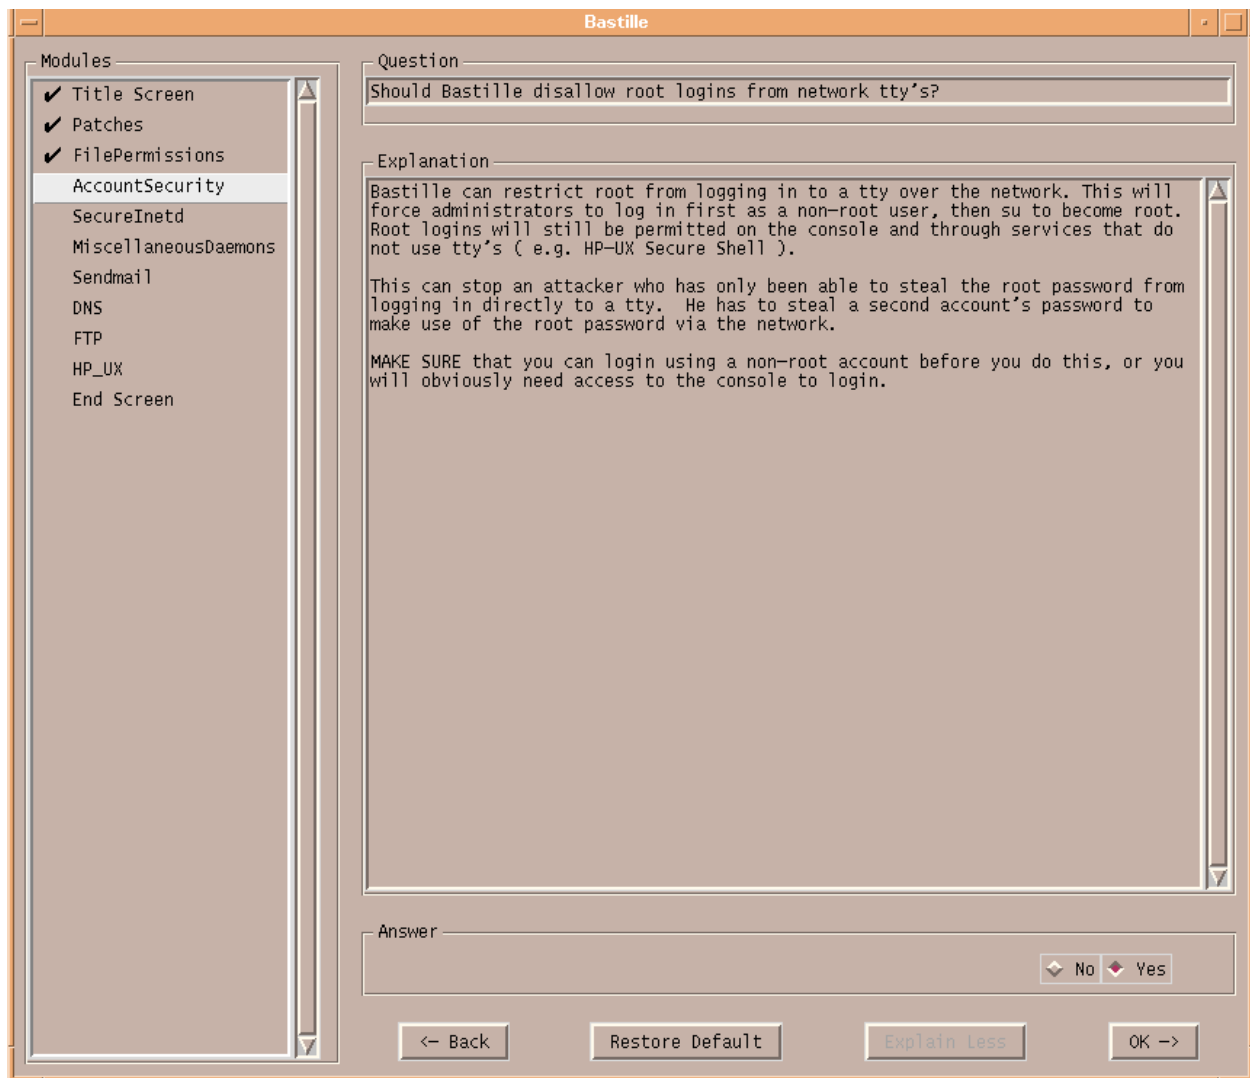 Bastille
Modules
Title Screen
Patches
FilePermissions
AccountSecurity
SecureInetd
MiscellaneousDaemons
Sendmail
DNS
FTP
HP_UX
End Screen
Question
Should Bastille disallow root logins from network tty's?
Explanation
Bastille can restrict root from logging in to a tty over the network. This will
force administrators to log in first as a non-root user, then su to become root.
Root logins will still be permitted on the console and through services that do
not use tty's ( e.g. HP-UX Secure Shell ).
This can stop an attacker who has only been able to steal the root password from
logging in directly to a tty.  He has to steal a second account's password to
make use of the root password via the network.
MAKE SURE that you can login using a non-root account before you do this, or you
will obviously need access to the console to login.
Answer
No Yes
<- Back Restore Default Explain Less OK ->